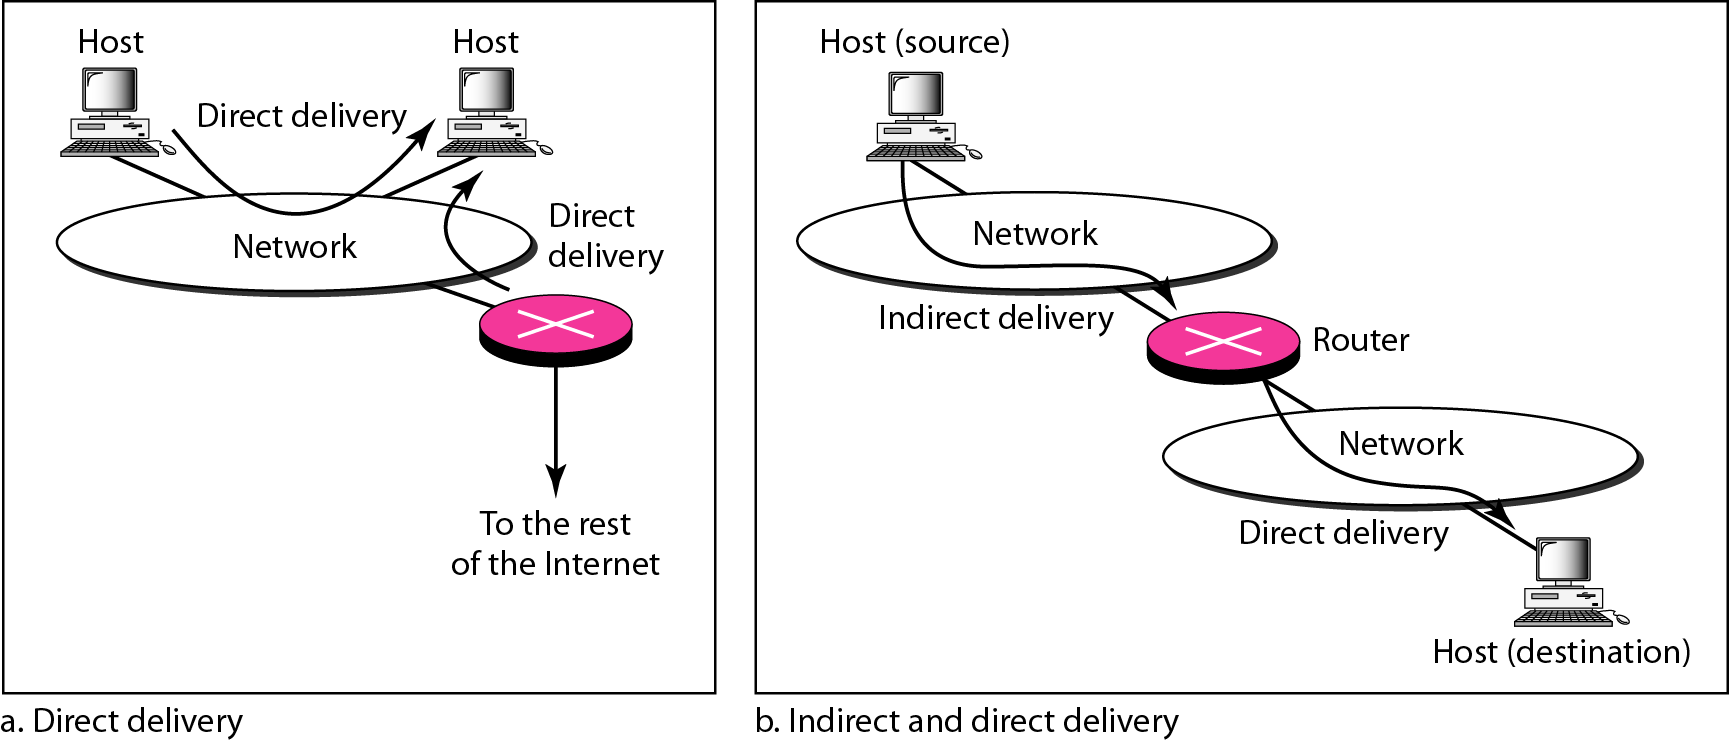 Host
Host
Direct delivery
Direct
delivery
Network
To the rest
of the Internet
a. Direct delivery
Host (source)
Network
Indirect delivery
Router
Network
Direct delivery
Host (destination)
b. Indirect and direct delivery